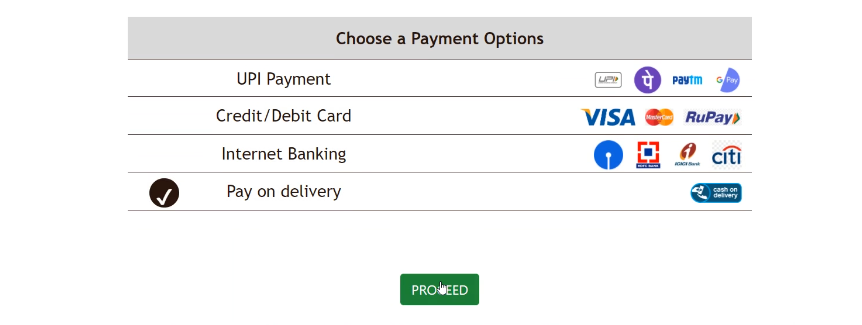 Choose a Payment Options
UPI Payment UPI पे paytm G Pay
Credit/Debit Card VISA MasterCard RuPay
Internet Banking HDFC BANK ICICI Bank citi
Pay on delivery cash on delivery
PROCEED